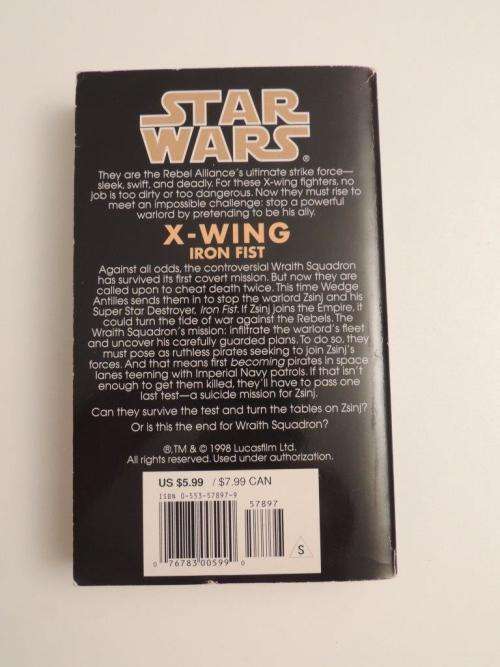 STAR
WARS®
They are the Rebel Alliance's ultimate strike force—
sleek, swift, and deadly. For these X-wing fighters, no
job is too dirty or too dangerous. Now they must rise to
meet an impossible challenge: stop a powerful
warlord by pretending to be his ally.
X-WING
IRON FIST
Against all odds, the controversial Wraith Squadron
has survived its first covert mission. But now they are
called upon to cheat death twice. This time Wedge
Antilles sends them in to stop the warlord Zsinj and his
Super Star Destroyer, Iron Fist. If Zsinj joins the Empire, it
could turn the tide of war against the Rebels. The
Wraith Squadron's mission: infiltrate the warlord's fleet
and uncover his carefully guarded plans. To do so, they
must pose as ruthless pirates seeking to join Zsinj's
forces. And that means first becoming pirates in space
lanes teeming with Imperial Navy patrols. If that isn't
enough to get them killed, they'll have to pass one
last test—a suicide mission for Zsinj.
Can they survive the test and turn the tables on Zsinj?
Or is this the end for Wraith Squadron?
®, TM & © 1998 Lucasfilm Ltd.
All rights reserved. Used under authorization.
US $5.99 / $7.99 CAN
ISBN 0-553-57897-9
57897
S
0 76783 00599 0